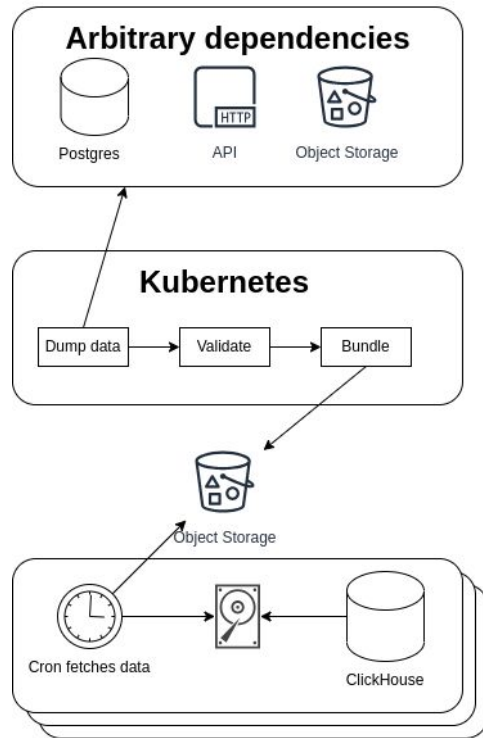 Arbitrary dependencies
HTTP
Postgres
API
Object Storage
Kubernetes
Dump data
Validate
Bundle
Object Storage
Cron fetches data
ClickHouse